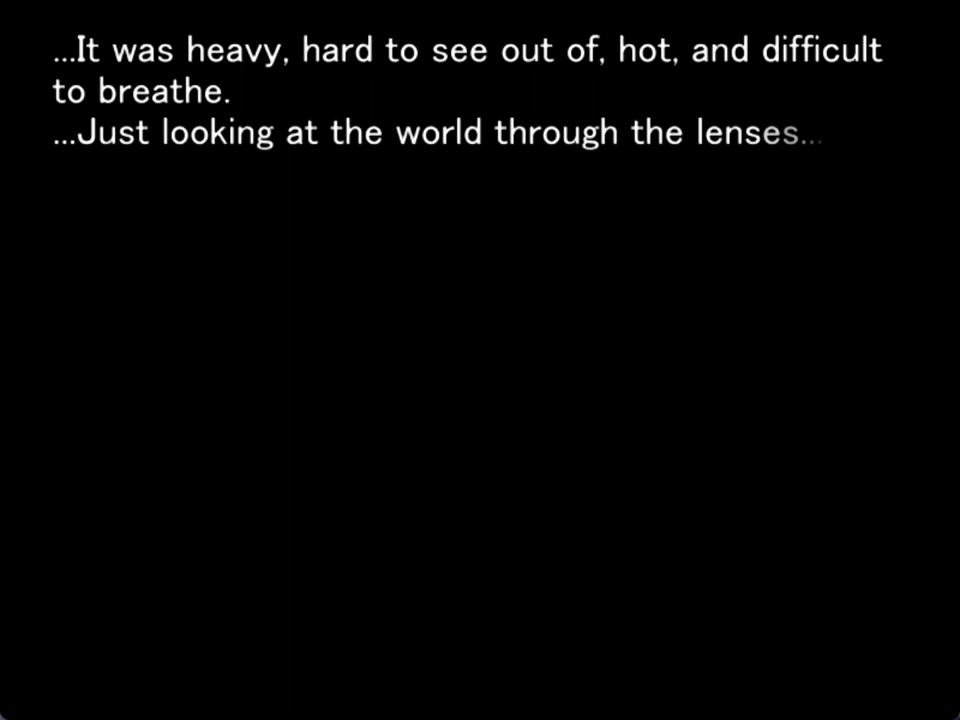 ...It was heavy, hard to see out of, hot, and difficult
to breathe.
...Just looking at the world through the lenses...